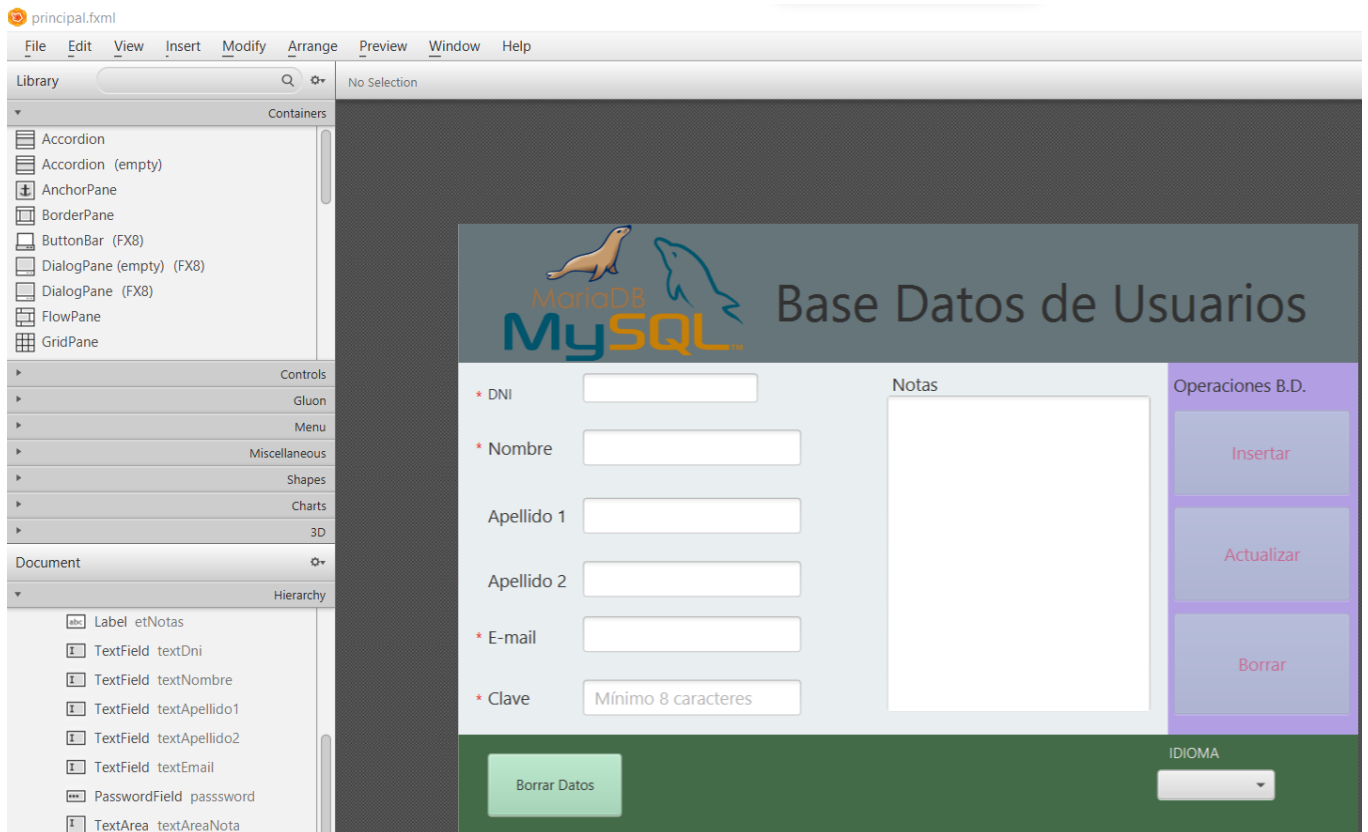 principal.fxml
File Edit View Insert Modify Arrange Preview Window Help
Library
No Selection
Containers
Accordion
Accordion (empty)
AnchorPane
BorderPane
ButtonBar (FX8)
DialogPane (empty) (FX8)
DialogPane (FX8)
FlowPane
GridPane
Controls
Gluon
Menu
Miscellaneous
Shapes
Charts
3D
Document
Hierarchy
abc Label etNotas
TextField textDni
TextField textNombre
TextField textApellido1
TextField textApellido2
TextField textEmail
PasswordField passsword
TextArea textAreaNota
MariaDB
MySQL™
Base Datos de Usuarios
* DNI
* Nombre
Apellido 1
Apellido 2
* E-mail
* Clave Mínimo 8 caracteres
Notas
Operaciones B.D.
Insertar
Actualizar
Borrar
Borrar Datos
IDIOMA